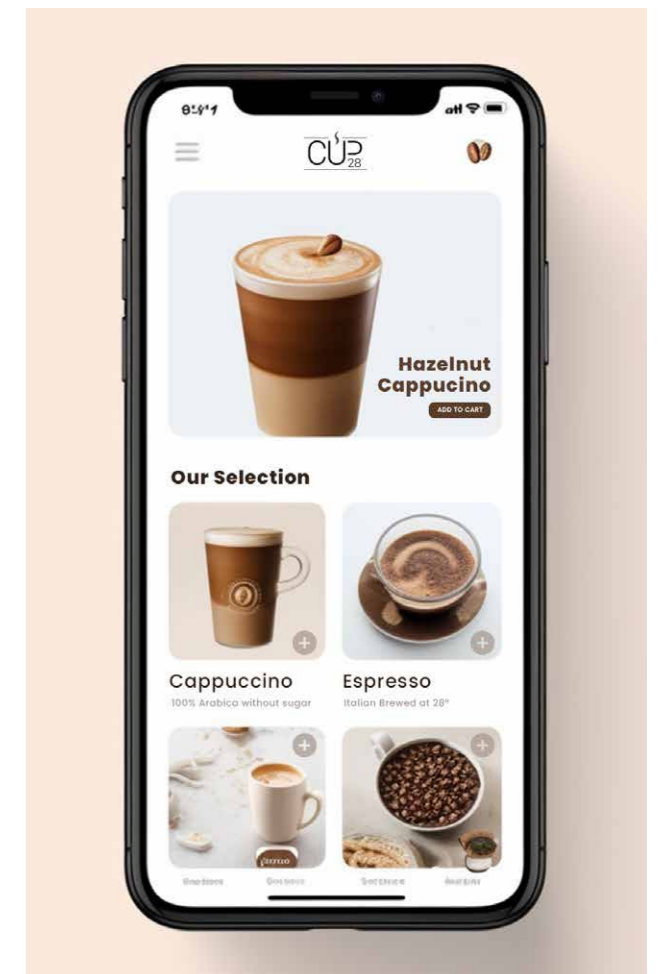 CUP
28
Hazelnut
Cappucino
ADD TO CART
Our Selection
Cappuccino
Espresso
100% Arabica without sugar
Italian Brewed at 28°